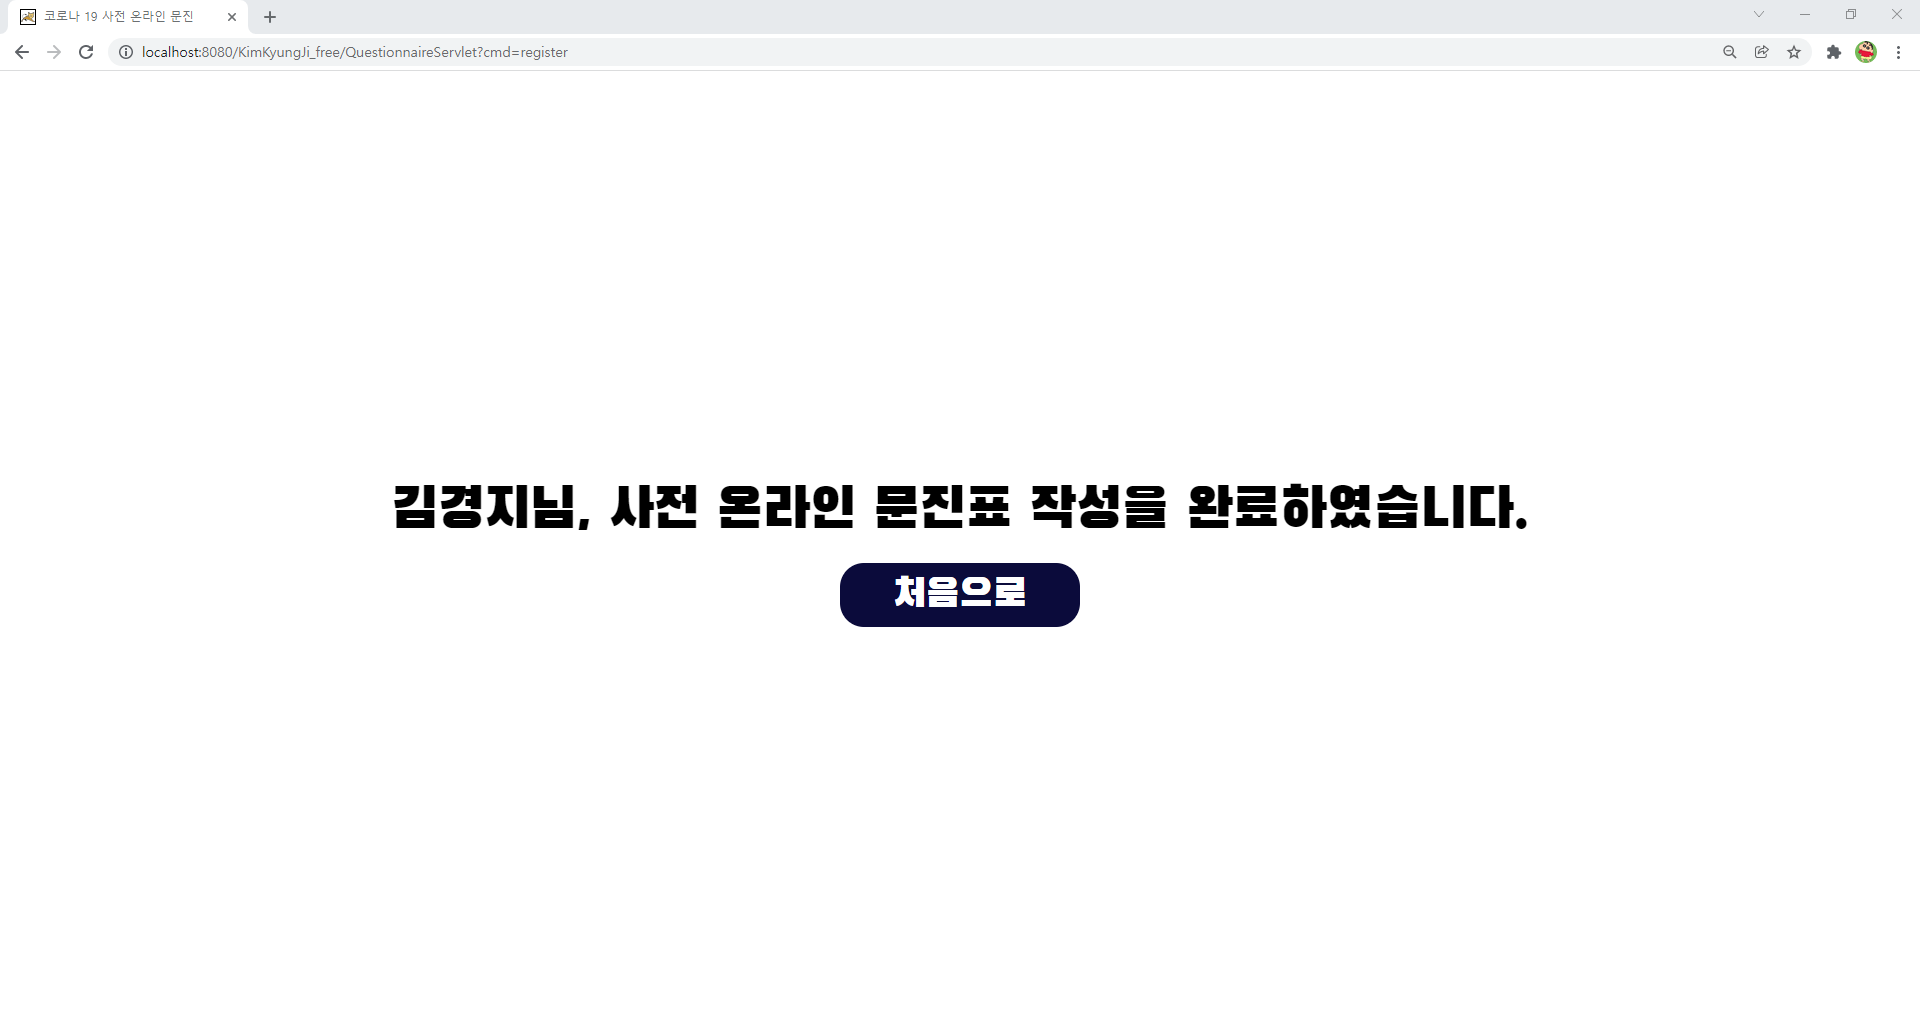 코로나 19 사전 온라인 문진
localhost:8080/KimKyungJi_free/QuestionnaireServlet?cmd=register
김경지님, 사전 온라인 문진표 작성을 완료하였습니다.
처음으로